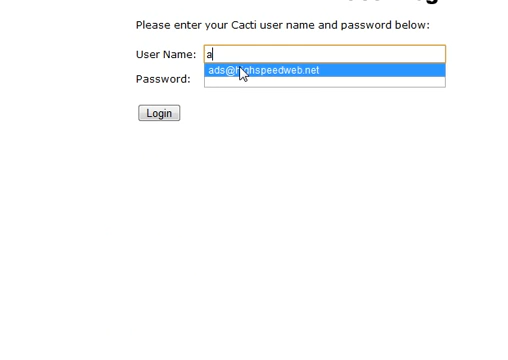 Please enter your Cacti user name and password below:
User Name: a
ads@highspeedweb.net
Password:
Login